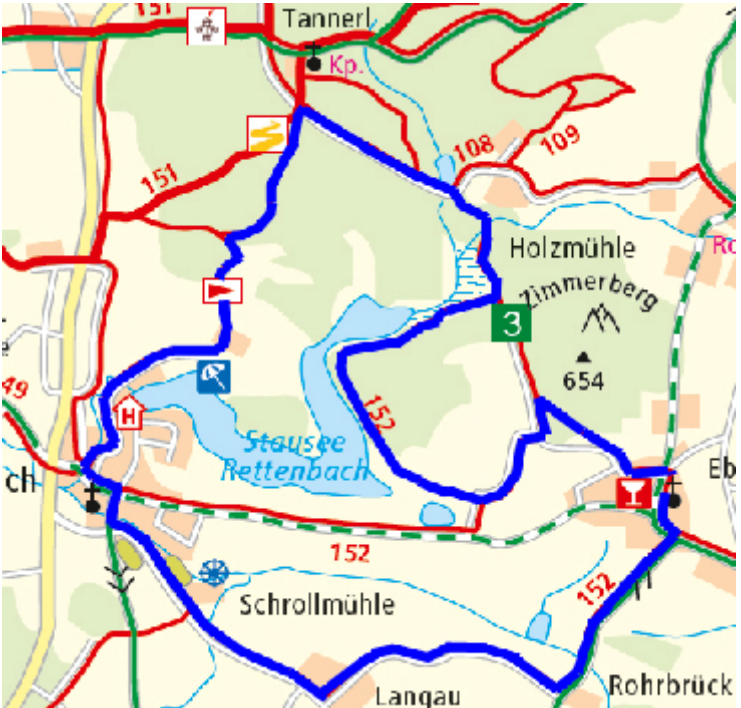 151
Tannerl
Kp.
108
109
151
Holzmühle
Ro
Zimmerberg
3
654
49
152
H
Stausee
Rettenbach
ch
Eb
152
152
Schrollmühle
Langau
Rohrbrück